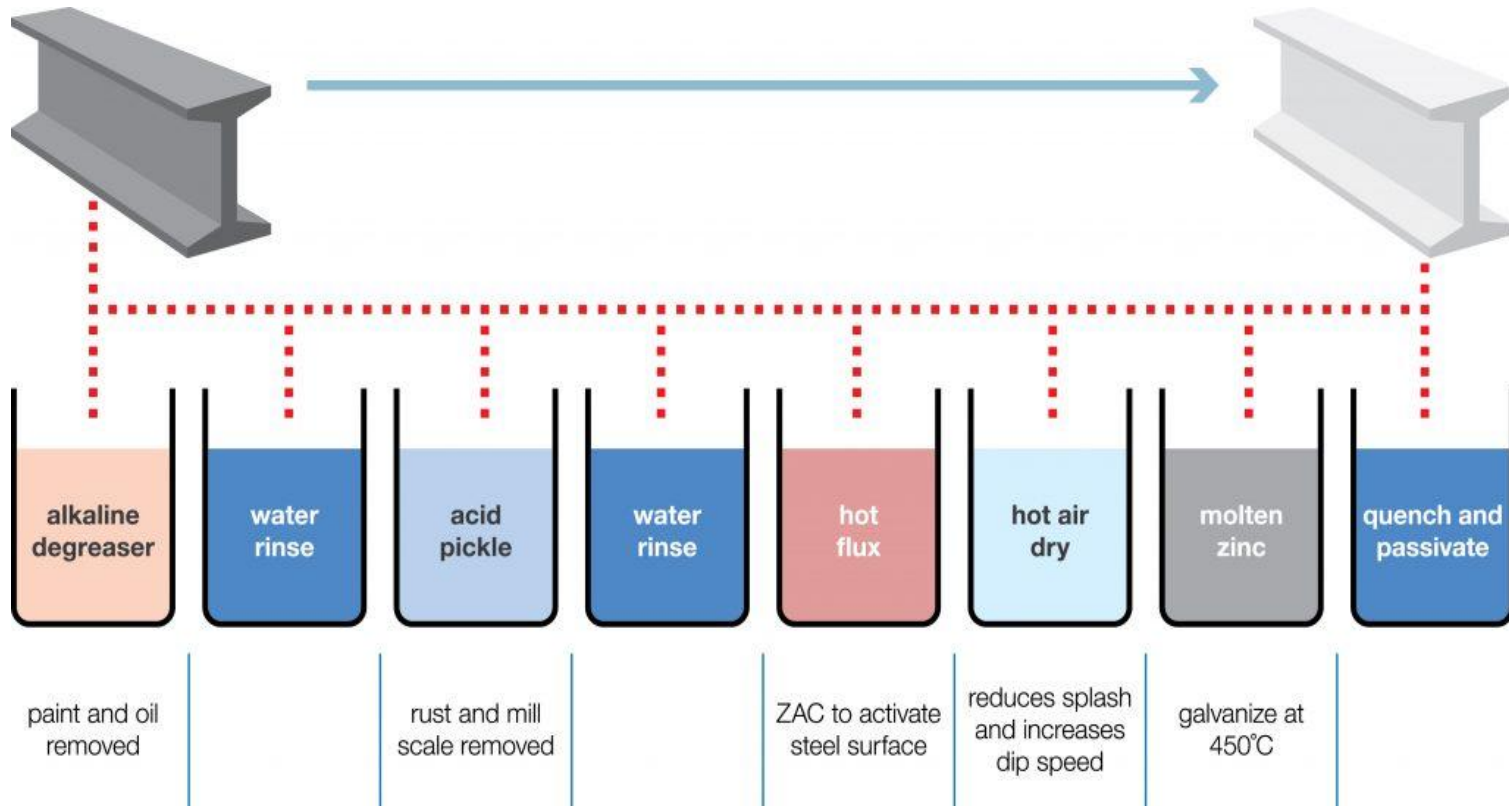 alkaline
degreaser
water
rinse
acid
pickle
water
rinse
hot
flux
hot air
dry
molten
zinc
quench and
passivate
paint and oil
removed
rust and mill
scale removed
ZAC to activate
steel surface
reduces splash
and increases
dip speed
galvanize at
450°C